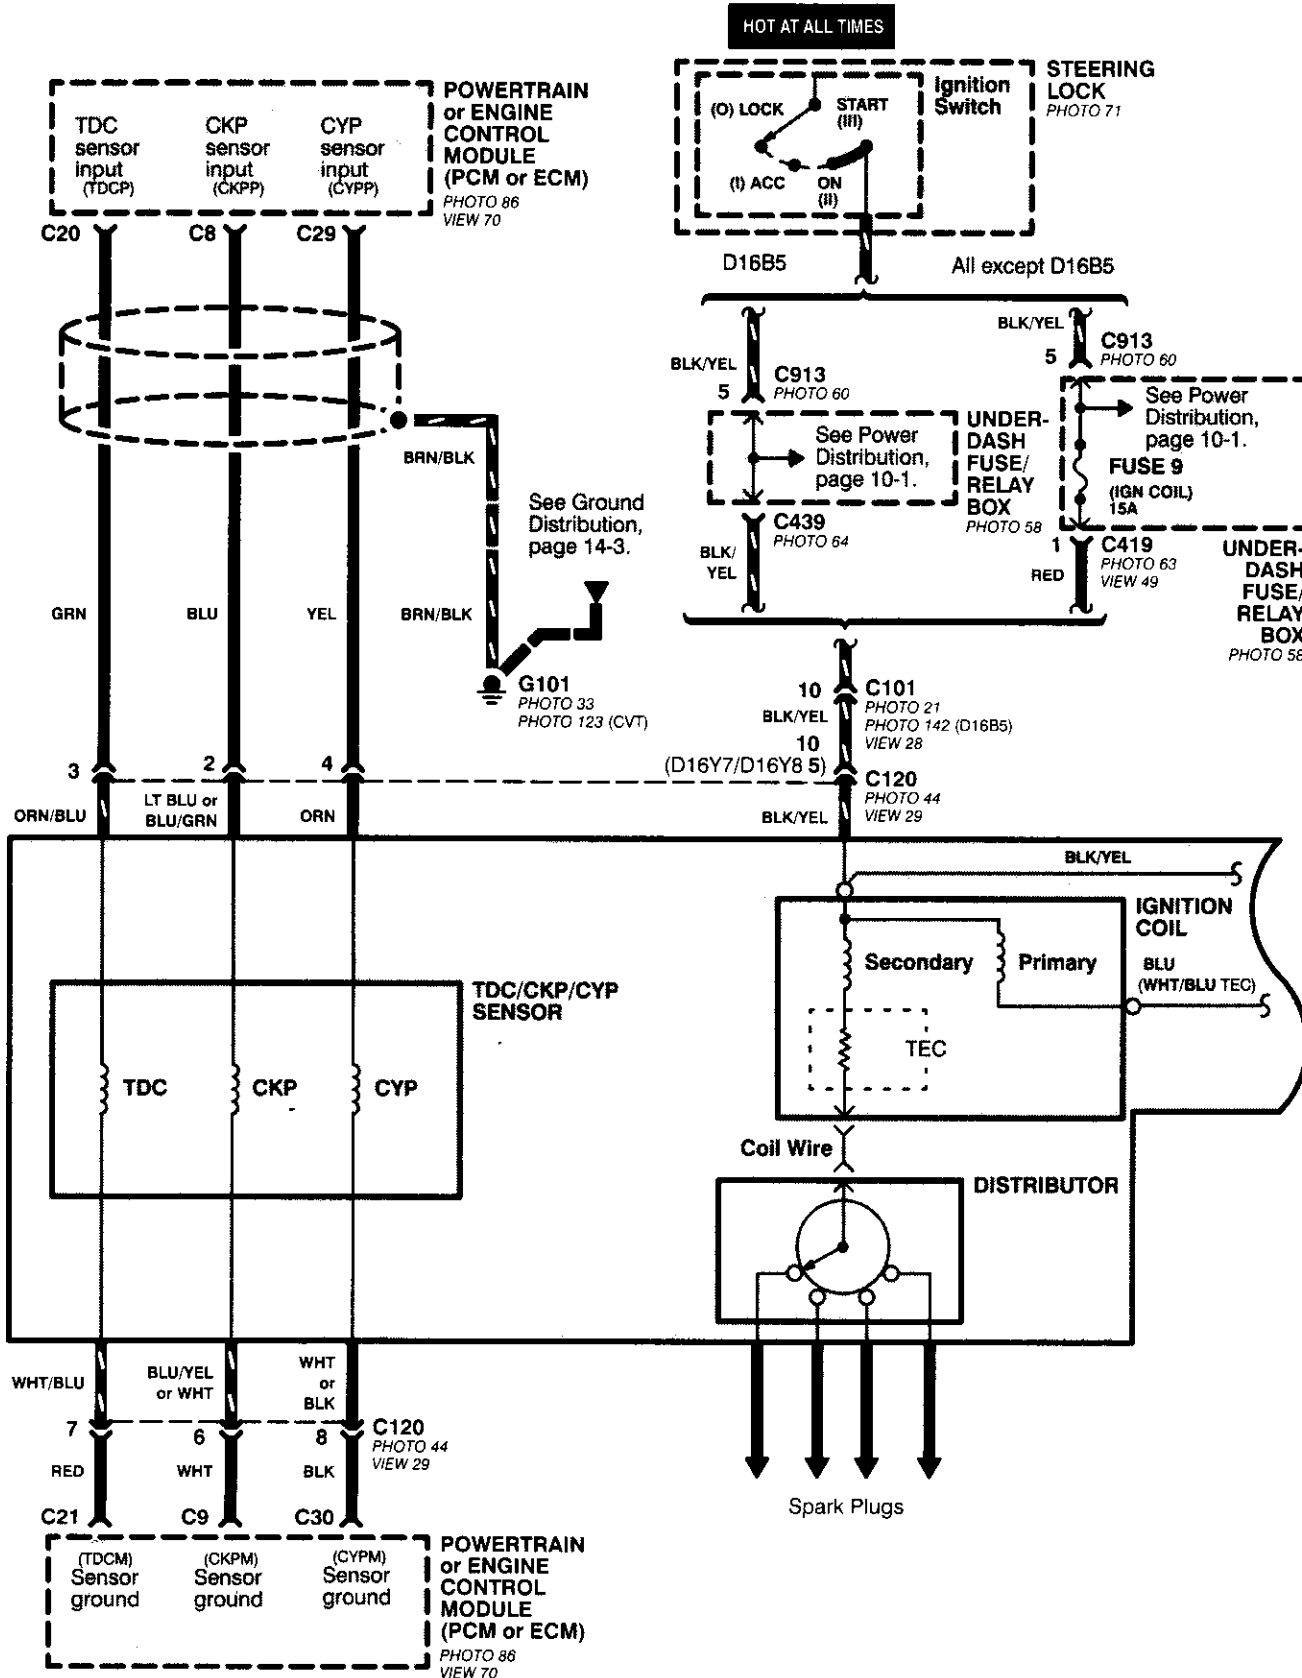 HOT AT ALL TIMES
POWERTRAIN
or ENGINE
CONTROL
MODULE
(PCM or ECM)
PHOTO 86
VIEW 70
TDC
sensor
input
(TDCP)
CKP
sensor
input
(CKPP)
CYP
sensor
input
(CYPP)
C20
C8
C29
STEERING
LOCK
PHOTO 71
Ignition
Switch
(O) LOCK
START
(III)
(I) ACC
ON
(II)
D16B5
All except D16B5
BLK/YEL
5
C913
PHOTO 60
BLK/YEL
5
C913
PHOTO 60
See Power
Distribution,
page 10-1.
UNDER-
DASH
FUSE/
RELAY
BOX
PHOTO 58
See Power
Distribution,
page 10-1.
FUSE 9
(IGN COIL)
15A
C439
PHOTO 64
BLK/
YEL
1
C419
PHOTO 63
VIEW 49
RED
UNDER-
DASH
FUSE/
RELAY
BOX
PHOTO 58
BRN/BLK
See Ground
Distribution,
page 14-3.
GRN
BLU
YEL
BRN/BLK
G101
PHOTO 33
PHOTO 123 (CVT)
10
C101
PHOTO 21
PHOTO 142 (D16B5)
VIEW 28
BLK/YEL
10
(D16Y7/D16Y8 5)
C120
PHOTO 44
VIEW 29
BLK/YEL
3
2
4
ORN/BLU
LT BLU or
BLU/GRN
ORN
BLK/YEL
IGNITION
COIL
Secondary
Primary
BLU
(WHT/BLU TEC)
TEC
TDC/CKP/CYP
SENSOR
TDC
CKP
CYP
Coil Wire
DISTRIBUTOR
WHT/BLU
BLU/YEL
or WHT
WHT
or
BLK
7
6
8
C120
PHOTO 44
VIEW 29
RED
WHT
BLK
C21
C9
C30
Spark Plugs
(TDCM)
Sensor
ground
(CKPM)
Sensor
ground
(CYPM)
Sensor
ground
POWERTRAIN
or ENGINE
CONTROL
MODULE
(PCM or ECM)
PHOTO 86
VIEW 70